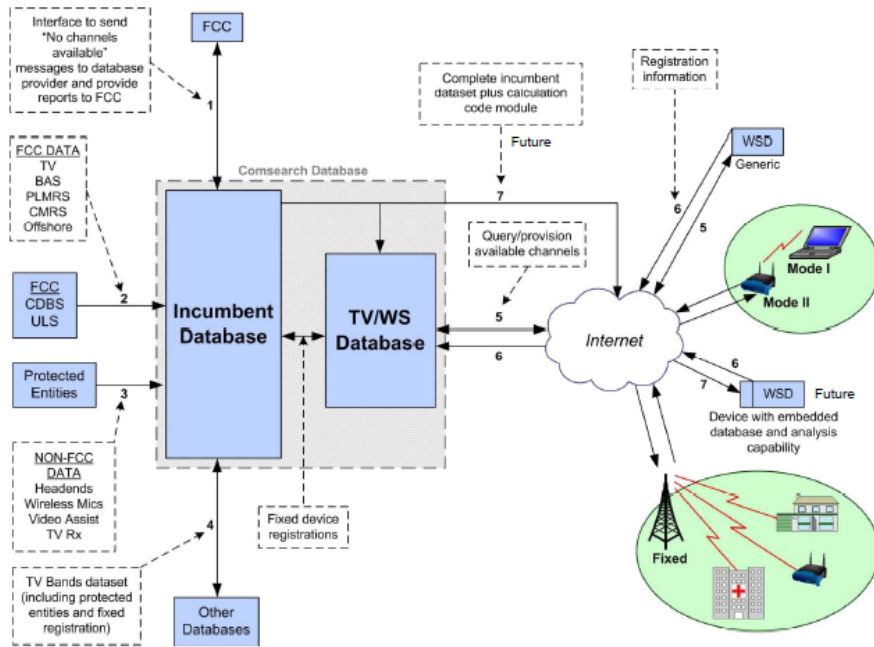 Interface to send
“No channels
available”
messages to database
provider and provide
reports to FCC
FCC
1
Complete incumbent
dataset plus calculation
code module
Future
Registration
information
WSD
Generic
FCC DATA
TV
BAS
PLMRS
CMRS
Offshore
Comsearch Database
7
6
5
Query/provision
available channels
Mode I
Mode II
FCC
CDBS
ULS
2
Incumbent
Database
TV/WS
Database
5
6
Internet
Protected
Entities
3
6
7
WSD
Future
Device with embedded
database and analysis
capability
NON-FCC
DATA
Headends
Wireless Mics
Video Assist
TV Rx
4
Fixed device
registrations
Fixed
TV Bands dataset
(including protected
entities and fixed
registration)
Other
Databases